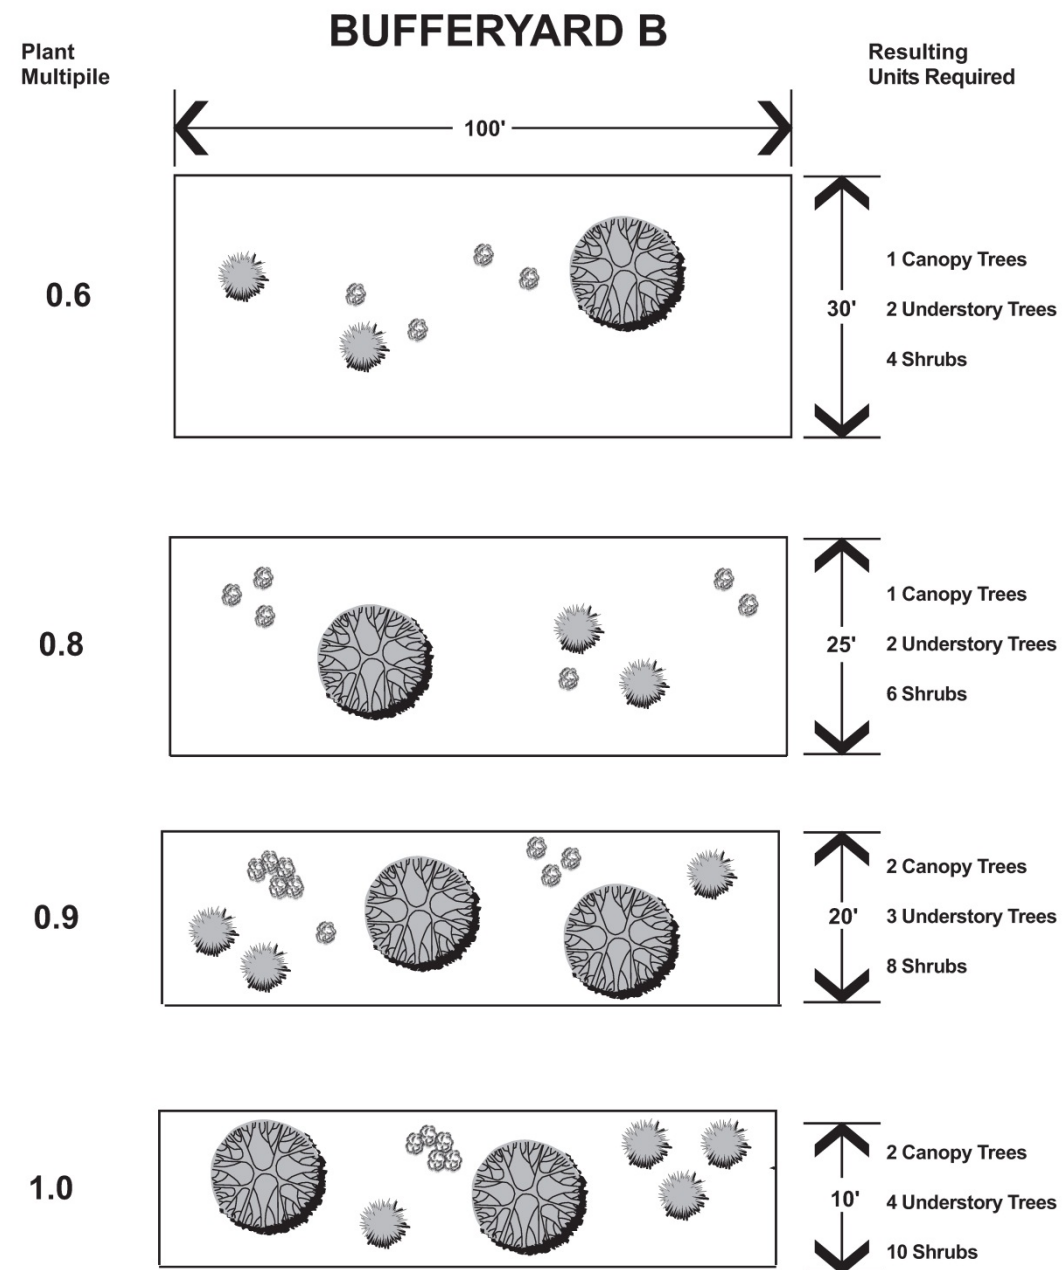 BUFFERYARD B
Plant
Multipile
Resulting
Units Required
100'
0.6
30'
1 Canopy Trees
2 Understory Trees
4 Shrubs
0.8
25'
1 Canopy Trees
2 Understory Trees
6 Shrubs
0.9
20'
2 Canopy Trees
3 Understory Trees
8 Shrubs
1.0
10'
2 Canopy Trees
4 Understory Trees
10 Shrubs